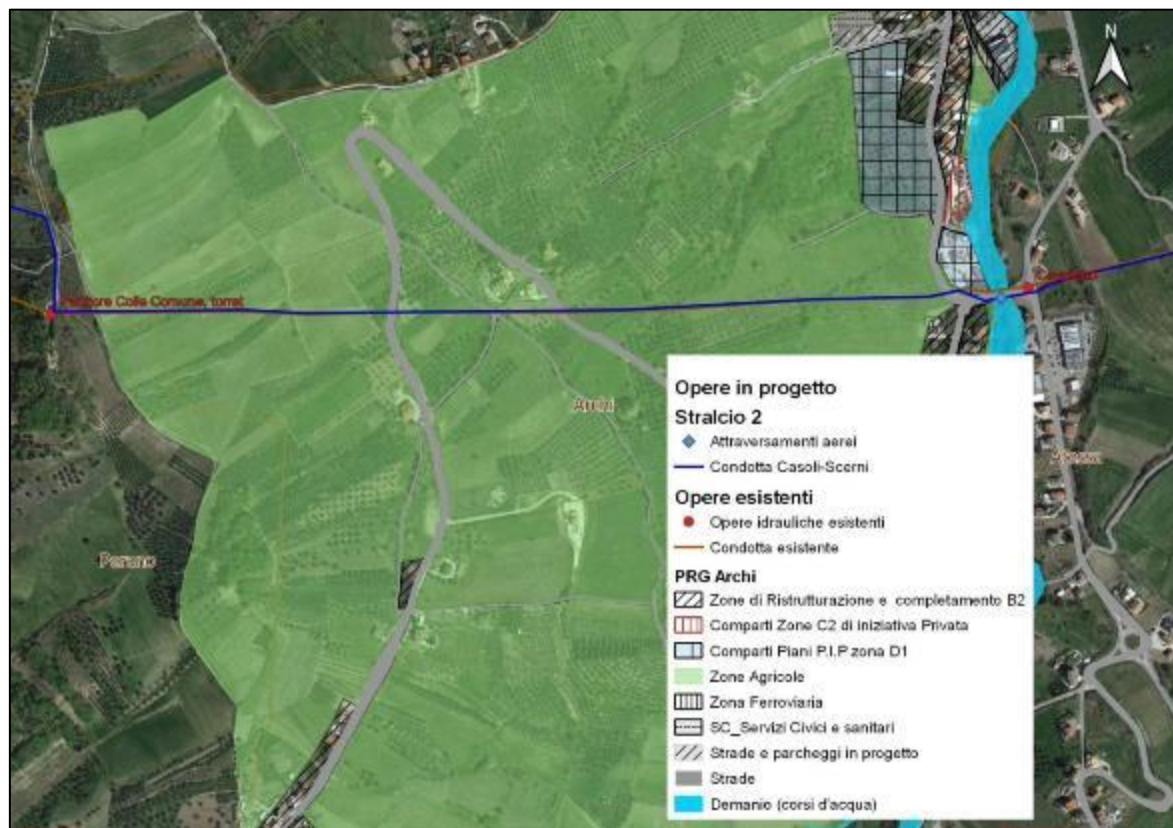 N
Colle Comune, torret
Archi
Perano
Opere in progetto
Stralcio 2
Attraversamenti aerei
Condotta Casoli-Scerni
Opere esistenti
Opere idrauliche esistenti
Condotta esistente
PRG Archi
Zone di Ristrutturazione e completamento B2
Comparti Zone C2 di iniziativa Privata
Comparti Piani P.I.P zona D1
Zone Agricole
Zona Ferroviaria
SC_Servizi Civici e sanitari
Strade e parcheggi in progetto
Strade
Demanio (corsi d'acqua)